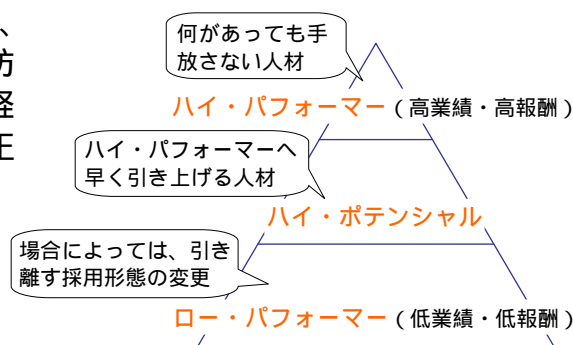 、
防
経
圧
何があっても手
放さない人材
ハイ・パフォーマー（高業績・高報酬）
ハイ・パフォーマーへ
早く引き上げる人材
ハイ・ポテンシャル
場合によっては、引き
離す採用形態の変更
ロー・パフォーマー（低業績・低報酬）